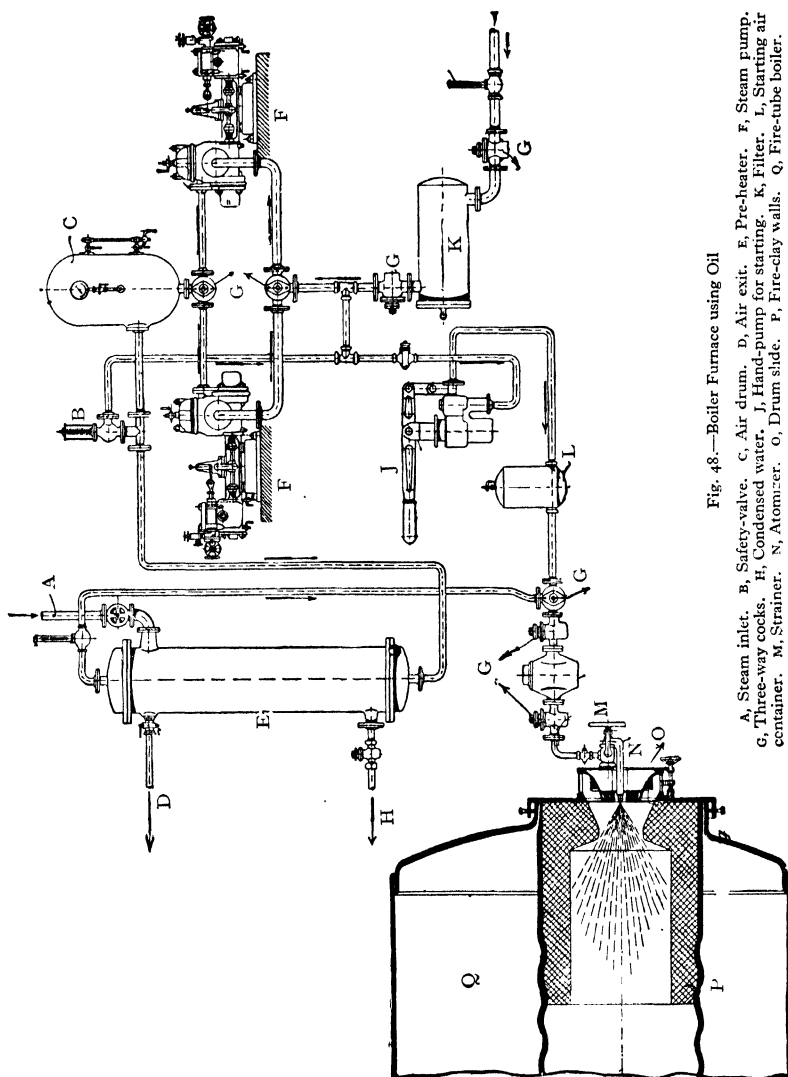 C
F
B
G
G
K
G
F
J
A
L
G
E
G
M
N
O
D
H
Q
P
Fig. 48.—Boiler Furnace using Oil
A, Steam inlet. B, Safety-valve. C, Air drum. D, Air exit. E, Pre-heater. F, Steam pump.
G, Three-way cocks. H, Condensed water. J, Hand-pump for starting. K, Filter. L, Starting air
container. M, Strainer. N, Atomizer. O, Drum slide. P, Fire-clay walls. Q, Fire-tube boiler.